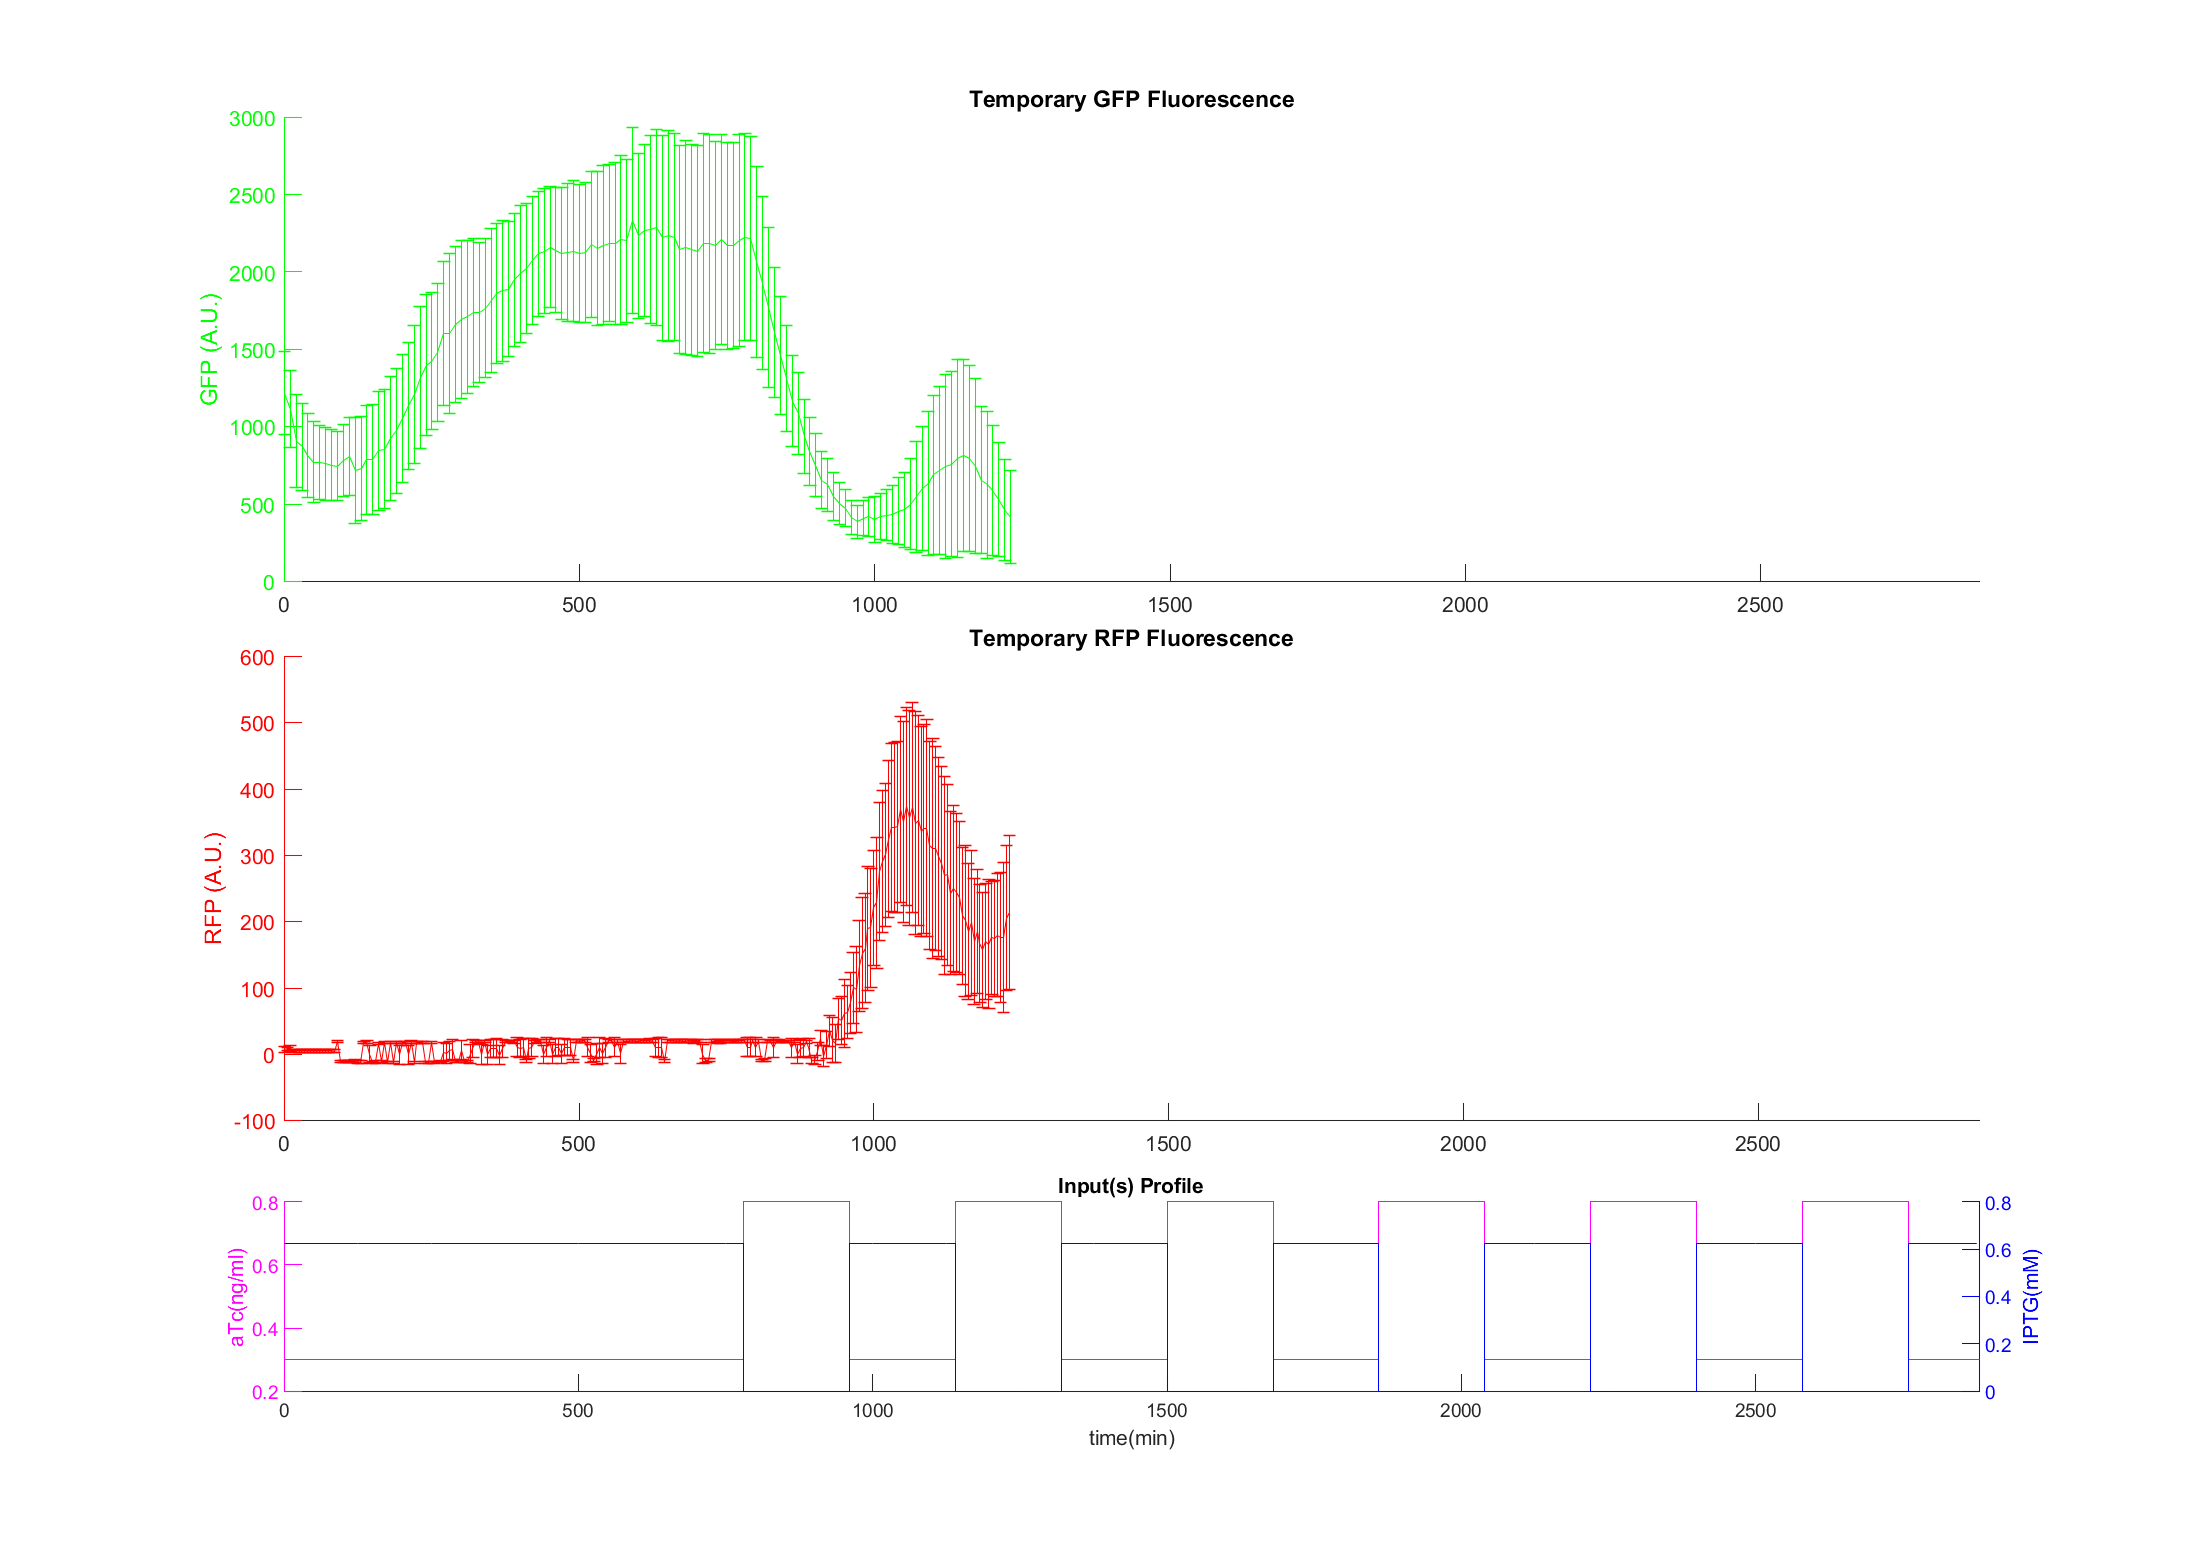 Temporary GFP Fluorescence
GFP (A.U.)
3000
2500
2000
1500
1000
500
0
0 500 1000 1500 2000 2500
Temporary RFP Fluorescence
RFP (A.U.)
600
500
400
300
200
100
0
-100
0 500 1000 1500 2000 2500
Input(s) Profile
aTc(ng/ml)
0.8
0.6
0.4
0.2
0.8
0.6
0.4
0.2
0
IPTG(mM)
0 500 1000 1500 2000 2500
time(min)